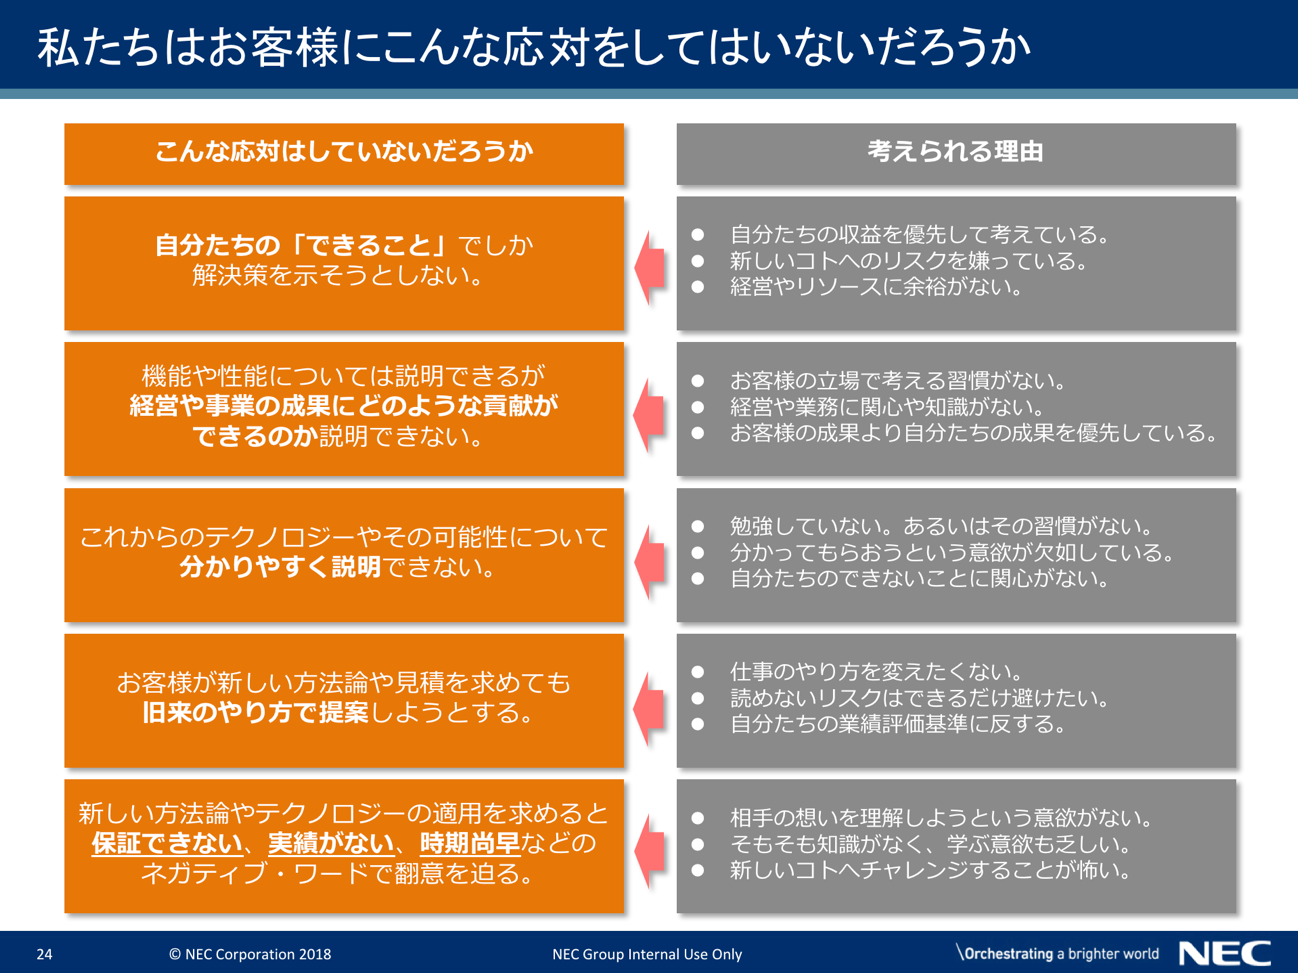 私たちはお客様にこんな応対をしてはいないだろうか
こんな応対はしていないだろうか
考えられる理由
自分たちの「できること」でしか
解決策を示そうとしない。
● 自分たちの収益を優先して考えている。
● 新しいコトへのリスクを嫌っている。
● 経営やリソースに余裕がない。
機能や性能については説明できるが
経営や事業の成果にどのような貢献が
できるのか説明できない。
● お客様の立場で考える習慣がない。
● 経営や業務に関心や知識がない。
● お客様の成果より自分たちの成果を優先している。
これからのテクノロジーやその可能性について
分かりやすく説明できない。
● 勉強していない。あるいはその習慣がない。
● 分かってもらおうという意欲が欠如している。
● 自分たちのできないことに関心がない。
お客様が新しい方法論や見積を求めても
旧来のやり方で提案しようとする。
● 仕事のやり方を変えたくない。
● 読めないリスクはできるだけ避けたい。
● 自分たちの業績評価基準に反する。
新しい方法論やテクノロジーの適用を求めると
保証できない、実績がない、時期尚早などの
ネガティブ・ワードで翻意を迫る。
● 相手の想いを理解しようという意欲がない。
● そもそも知識がなく、学ぶ意欲も乏しい。
● 新しいコトへチャレンジすることが怖い。
24
© NEC Corporation 2018
NEC Group Internal Use Only
\Orchestrating a brighter world
NEC